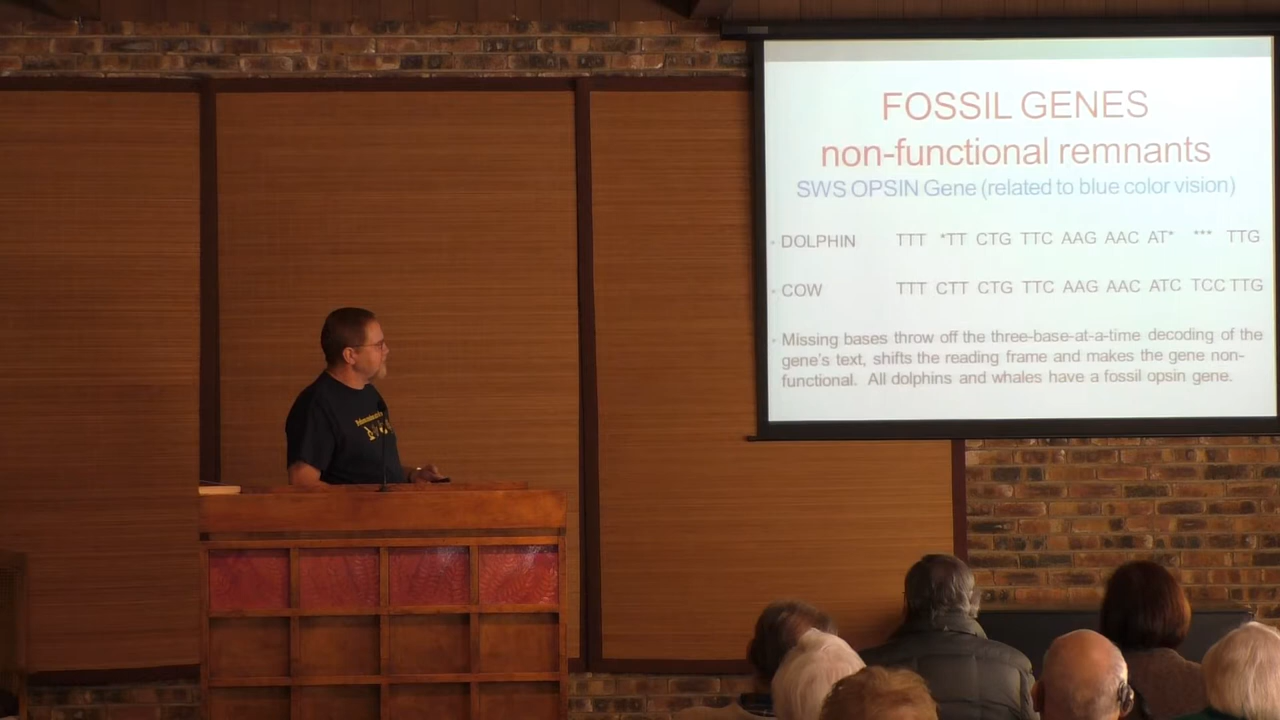 FOSSIL GENES
non-functional remnants
SWS OPSIN Gene (related to blue color vision)
• DOLPHIN TTT *TT CTG TTC AAG AAC AT* *** TTG
• COW TTT CTT CTG TTC AAG AAC ATC TCC TTG
• Missing bases throw off the three-base-at-a-time decoding of the
gene's text, shifts the reading frame and makes the gene non-
functional. All dolphins and whales have a fossil opsin gene.